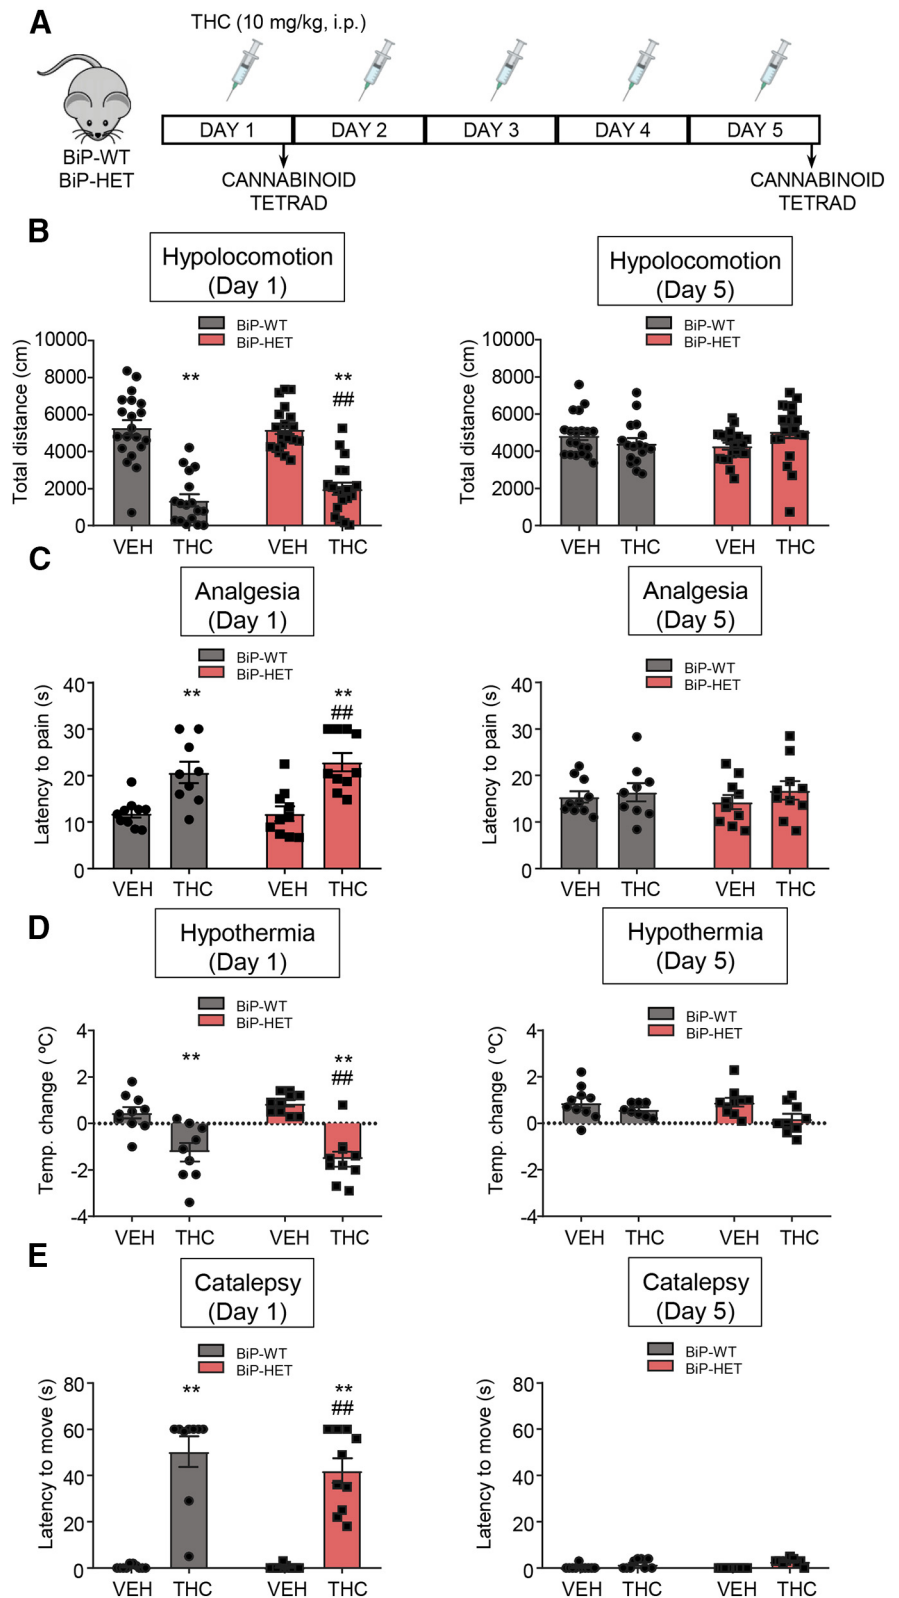 A
THC (10 mg/kg, i.p.)
DAY 1 DAY 2 DAY 3 DAY 4 DAY 5
BiP-WT
BiP-HET
CANNABINOID
TETRAD
CANNABINOID
TETRAD
B
Hypolocomotion
(Day 1)
BiP-WT
BiP-HET
Total distance (cm)
10000
8000
6000
4000
2000
0
**
**
##
VEH THC VEH THC
Hypolocomotion
(Day 5)
BiP-WT
BiP-HET
Total distance (cm)
10000
8000
6000
4000
2000
0
VEH THC VEH THC
C
Analgesia
(Day 1)
BiP-WT
BiP-HET
Latency to pain (s)
40
30
20
10
0
**
**
##
VEH THC VEH THC
Analgesia
(Day 5)
BiP-WT
BiP-HET
Latency to pain (s)
40
30
20
10
0
VEH THC VEH THC
D
Hypothermia
(Day 1)
BiP-WT
BiP-HET
Temp. change ( ºC)
4
2
0
-2
-4
**
**
##
VEH THC VEH THC
Hypothermia
(Day 5)
BiP-WT
BiP-HET
Temp. change ( ºC)
4
2
0
-2
-4
VEH THC VEH THC
E
Catalepsy
(Day 1)
BiP-WT
BiP-HET
Latency to move (s)
80
60
40
20
0
**
**
##
VEH THC VEH THC
Catalepsy
(Day 5)
BiP-WT
BiP-HET
Latency to move (s)
80
60
40
20
0
VEH THC VEH THC